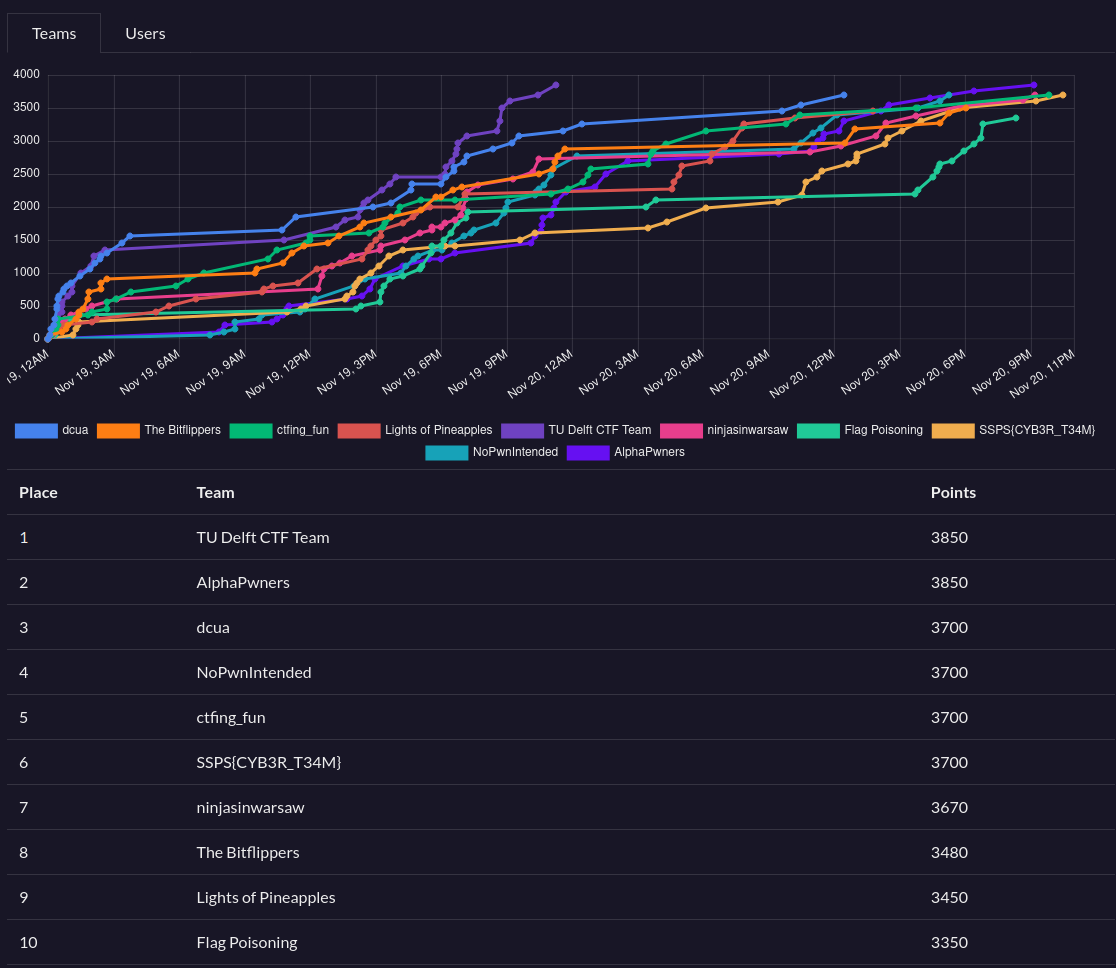 Teams Users
4000
3500
3000
2500
2000
1500
1000
500
0
19, 12AM Nov 19, 3AM Nov 19, 6AM Nov 19, 9AM Nov 19, 12PM Nov 19, 3PM Nov 19, 6PM Nov 19, 9PM Nov 20, 12AM Nov 20, 3AM Nov 20, 6AM Nov 20, 9AM Nov 20, 12PM Nov 20, 3PM Nov 20, 6PM Nov 20, 9PM Nov 20, 11PM
dcua The Bitflippers ctfing_fun Lights of Pineapples TU Delft CTF Team ninjasinwarsaw Flag Poisoning SSPS{CYB3R_T34M}
NoPwnIntended AlphaPwners
Place Team Points
1 TU Delft CTF Team 3850
2 AlphaPwners 3850
3 dcua 3700
4 NoPwnIntended 3700
5 ctfing_fun 3700
6 SSPS{CYB3R_T34M} 3700
7 ninjasinwarsaw 3670
8 The Bitflippers 3480
9 Lights of Pineapples 3450
10 Flag Poisoning 3350